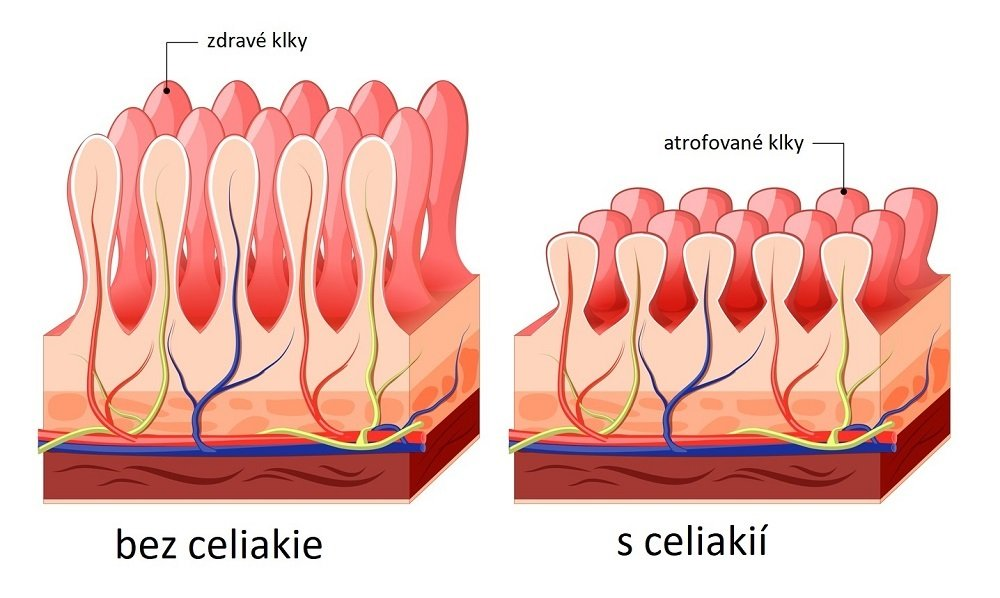 zdravé klky
atrofované klky
bez celiakie
s celiakií